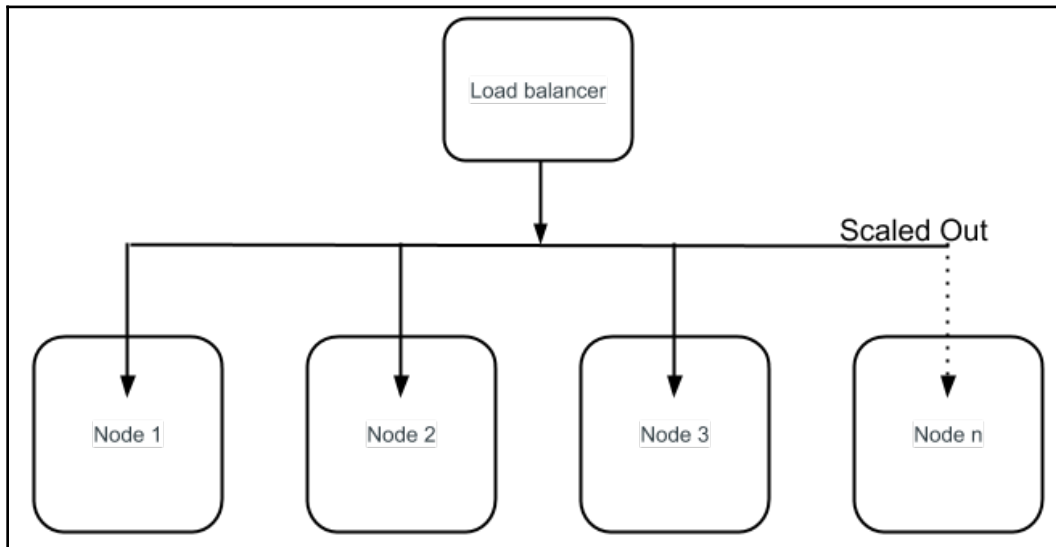 Load balancer
Scaled Out
Node 1
Node 2
Node 3
Node n